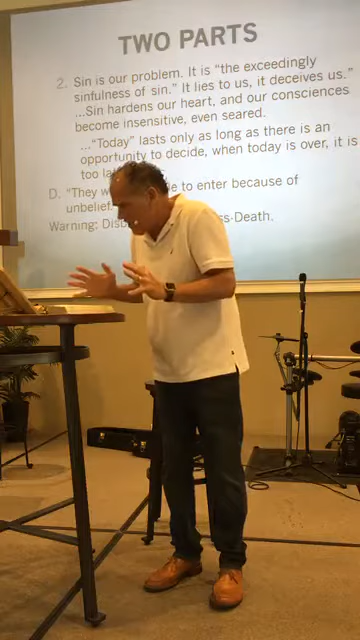 TWO PARTS
2. Sin is our problem. It is "the exceedingly
sinfulness of sin." It lies to us, it deceives us."
...Sin hardens our heart, and our consciences
become insensitive, even seared.
..."Today" lasts only as long as there is an
opportunity to decide, when today is over, it is
too
D. "They to enter because of
unbelief.
Warning: -Death.